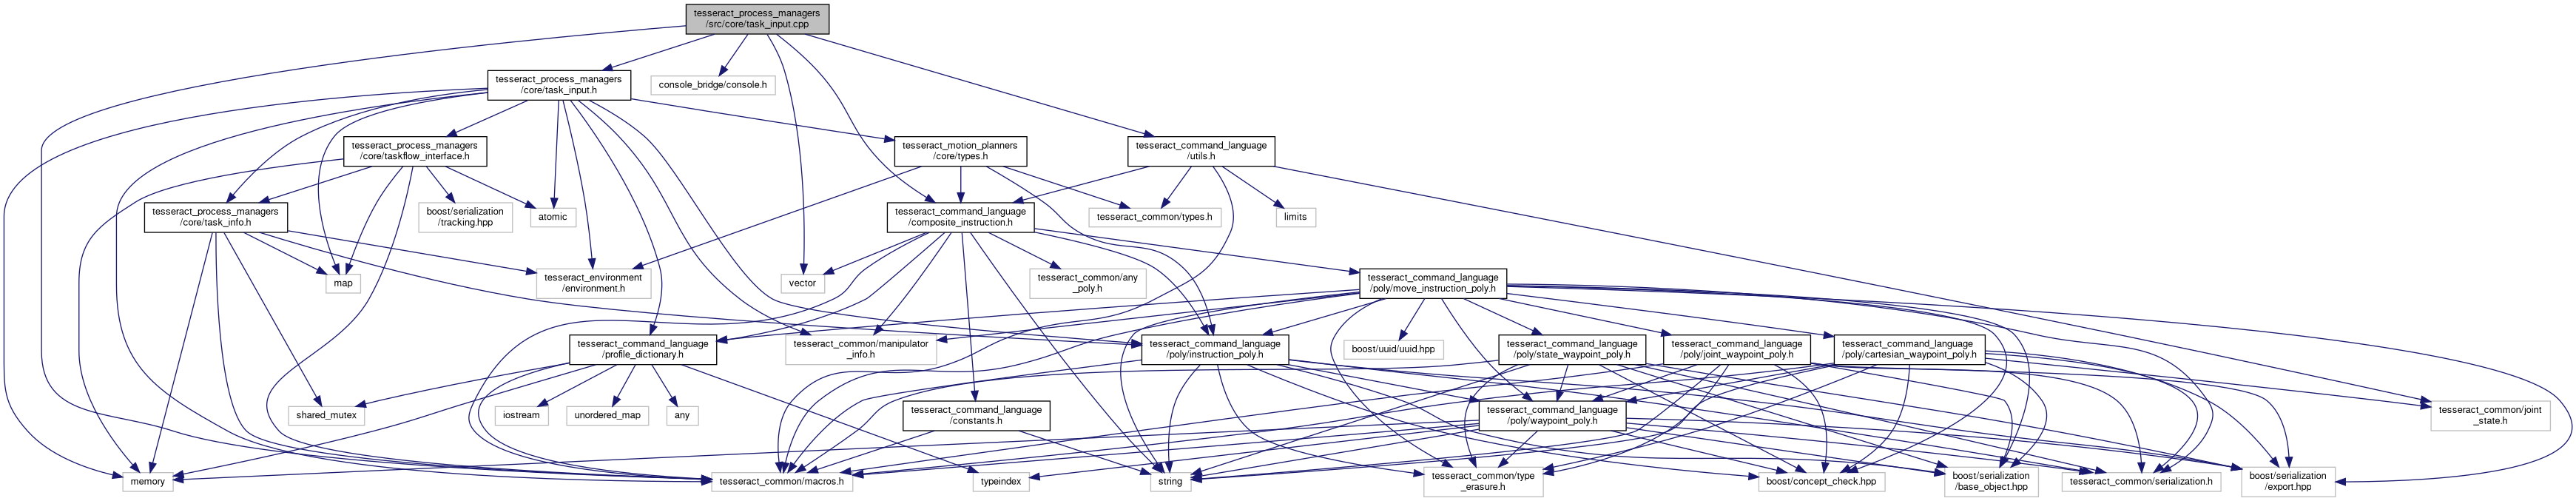 tesseract_process_managers
/src/core/task_input.cpp
tesseract_process_managers
/core/task_input.h
console_bridge/console.h
tesseract_process_managers
/core/taskflow_interface.h
tesseract_motion_planners
/core/types.h
tesseract_command_language
/utils.h
tesseract_process_managers
/core/task_info.h
boost/serialization
/tracking.hpp
atomic
tesseract_command_language
/composite_instruction.h
tesseract_common/types.h
limits
map
tesseract_environment
/environment.h
vector
tesseract_common/any
_poly.h
tesseract_command_language
/poly/move_instruction_poly.h
tesseract_command_language
/profile_dictionary.h
tesseract_common/manipulator
_info.h
tesseract_command_language
/poly/instruction_poly.h
boost/uuid/uuid.hpp
tesseract_command_language
/poly/state_waypoint_poly.h
tesseract_command_language
/poly/joint_waypoint_poly.h
tesseract_command_language
/poly/cartesian_waypoint_poly.h
shared_mutex
iostream
unordered_map
any
tesseract_command_language
/constants.h
tesseract_command_language
/poly/waypoint_poly.h
tesseract_common/joint
_state.h
memory
tesseract_common/macros.h
typeindex
string
tesseract_common/type
_erasure.h
boost/concept_check.hpp
boost/serialization
/base_object.hpp
tesseract_common/serialization.h
boost/serialization
/export.hpp